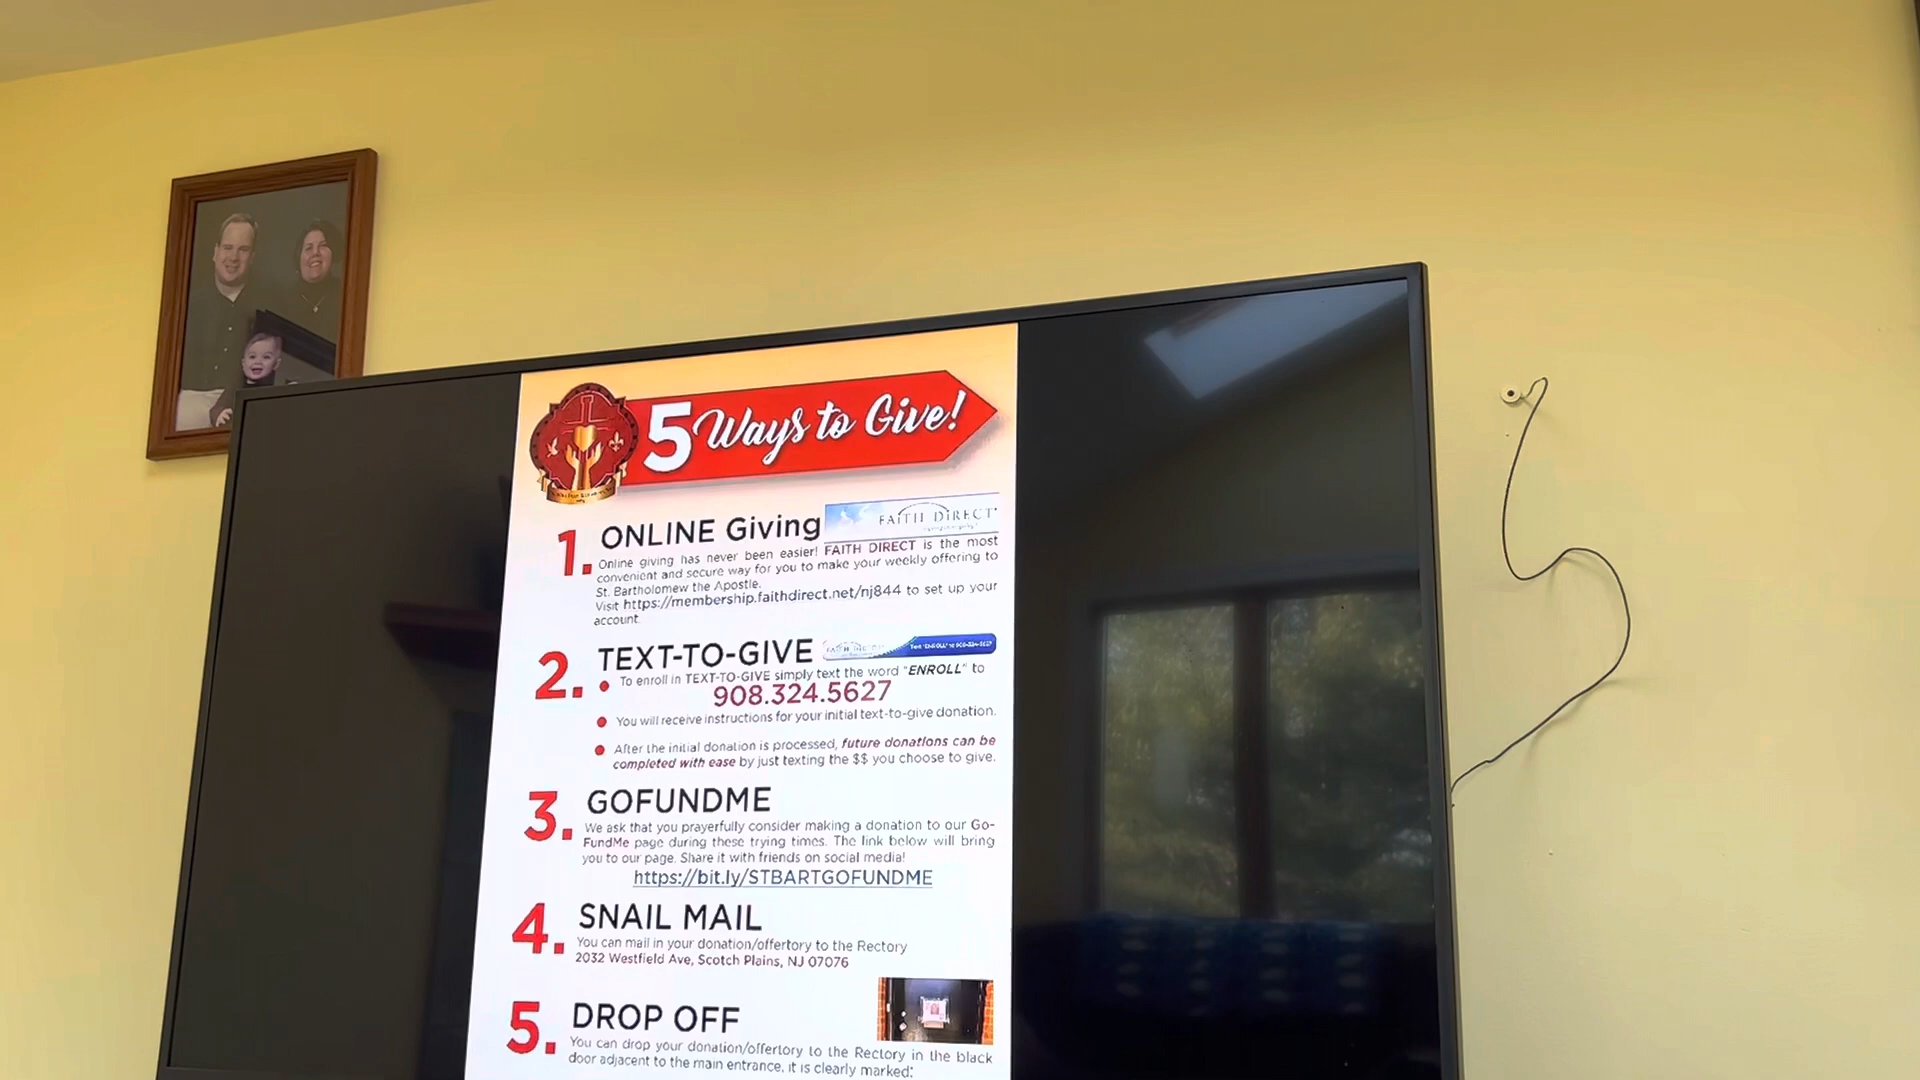 5 Ways to Give!
1. ONLINE Giving
FAITH DIRECT
Online giving has never been easier! FAITH DIRECT is the most
convenient and secure way for you to make your weekly offering to
St. Bartholomew the Apostle.
Visit https://membership.faithdirect.net/nj844 to set up your
account.
2. TEXT-TO-GIVE
FAITH DIRECT Text "ENROLL" to 908-324-5627
• To enroll in TEXT-TO-GIVE simply text the word "ENROLL" to
908.324.5627
• You will receive instructions for your initial text-to-give donation.
• After the initial donation is processed, future donations can be
completed with ease by just texting the $$ you choose to give.
3. GOFUNDME
We ask that you prayerfully consider making a donation to our Go-
FundMe page during these trying times. The link below will bring
you to our page. Share it with friends on social media!
https://bit.ly/STBARTGOFUNDME
4. SNAIL MAIL
You can mail in your donation/offertory to the Rectory
2032 Westfield Ave, Scotch Plains, NJ 07076
5. DROP OFF
You can drop your donation/offertory to the Rectory in the black
door adjacent to the main entrance, it is clearly marked: